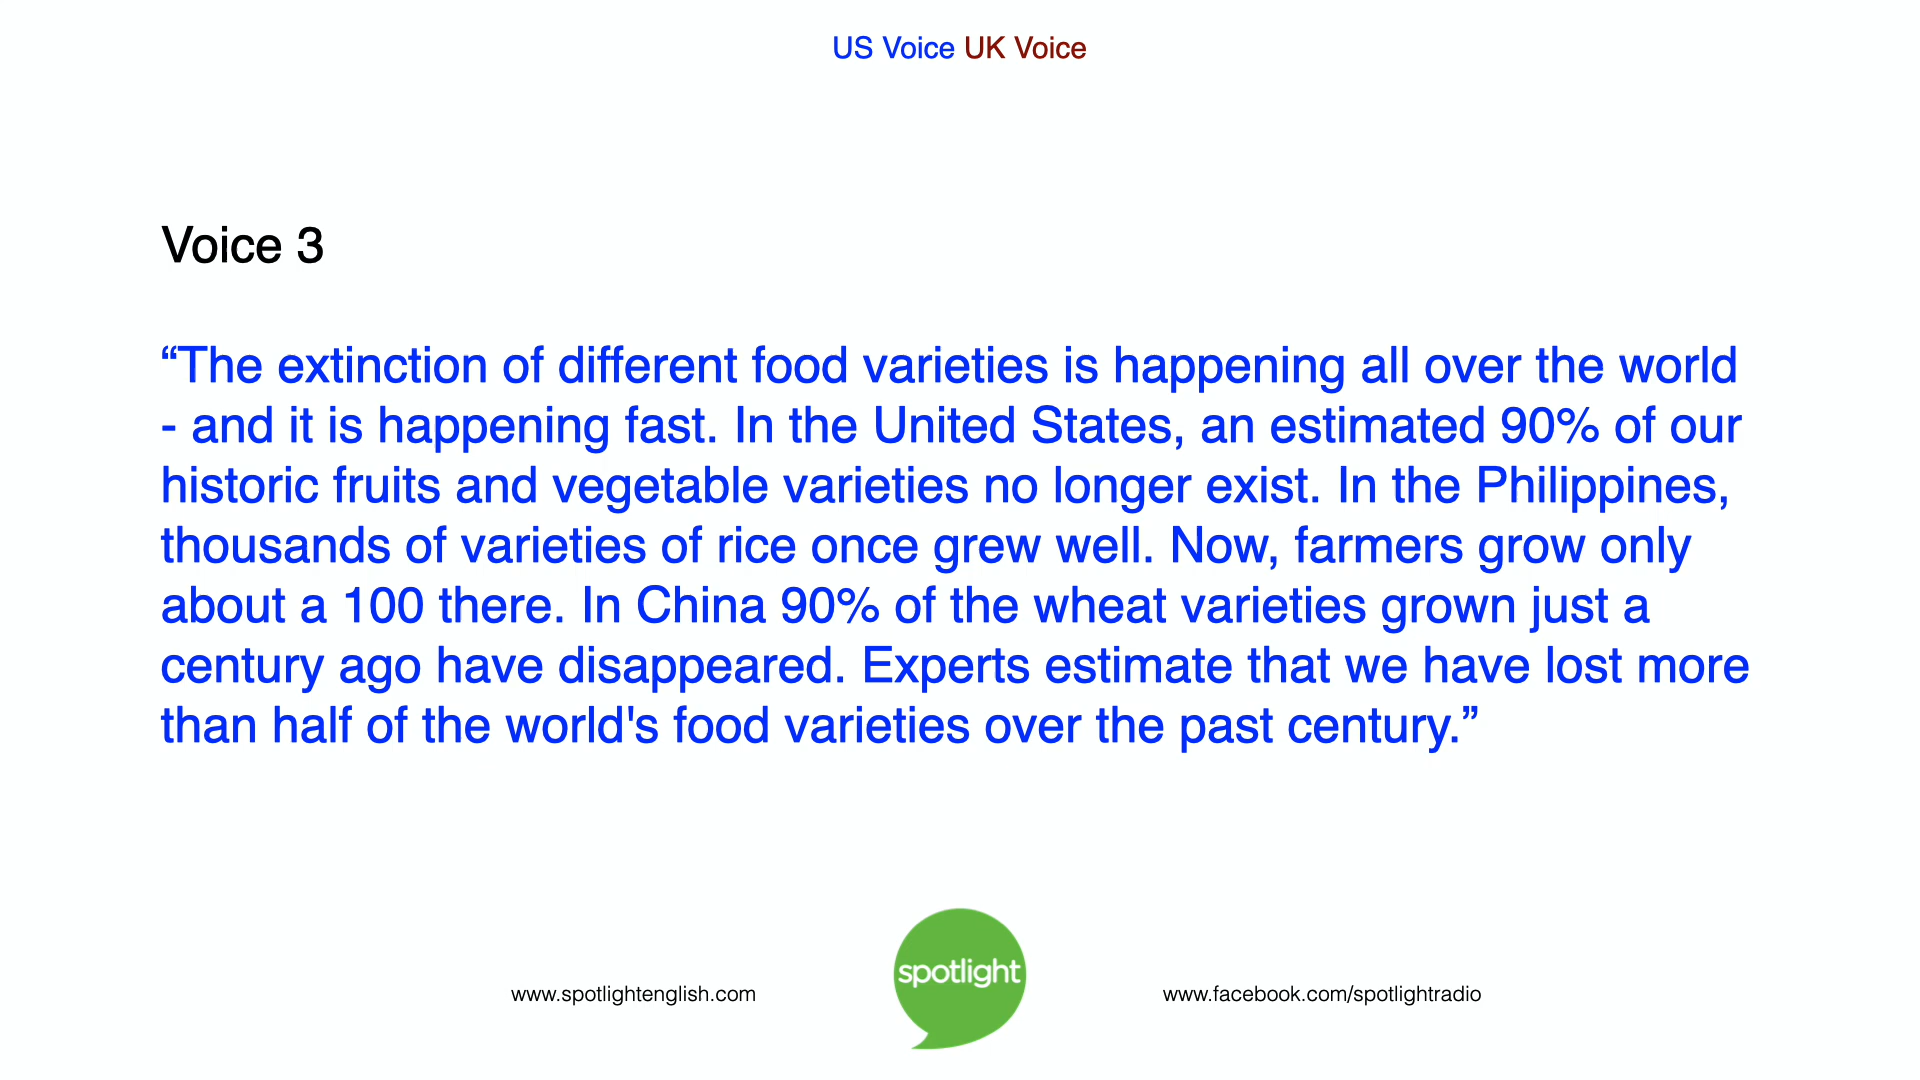 US Voice UK Voice
Voice 3
“The extinction of different food varieties is happening all over the world
- and it is happening fast. In the United States, an estimated 90% of our
historic fruits and vegetable varieties no longer exist. In the Philippines,
thousands of varieties of rice once grew well. Now, farmers grow only
about a 100 there. In China 90% of the wheat varieties grown just a
century ago have disappeared. Experts estimate that we have lost more
than half of the world's food varieties over the past century.”
spotlight
www.spotlightenglish.com
www.facebook.com/spotlightradio